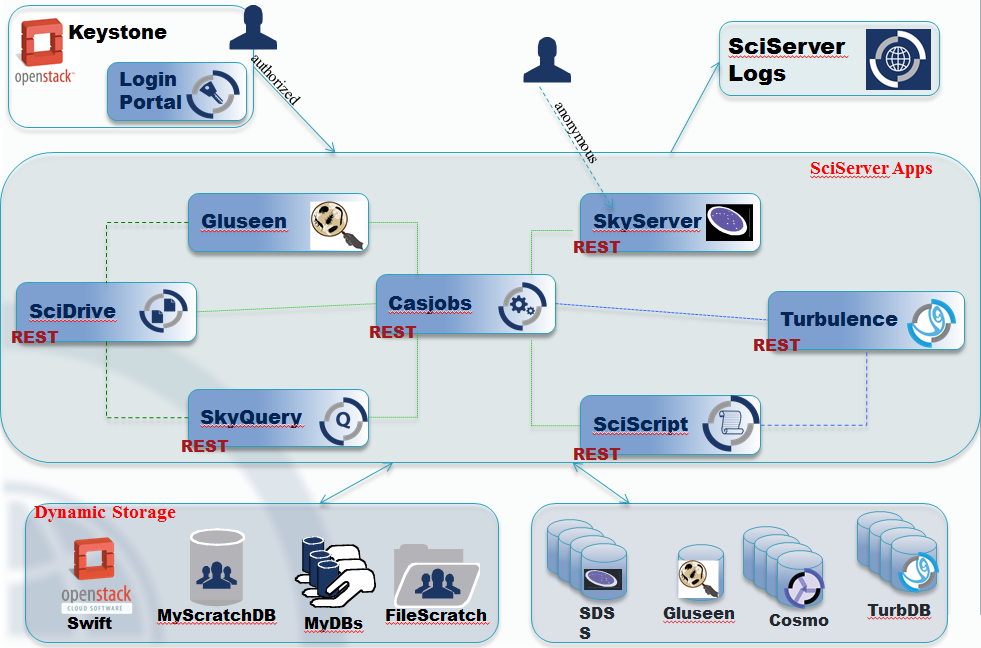 Keystone
openstack™
Login
Portal
authorized
anonymous
SciServer
Logs
SciServer Apps
Gluseen
SkyServer
REST
SciDrive
REST
Casjobs
REST
Turbulence
REST
SkyQuery
Q
REST
SciScript
REST
Dynamic Storage
openstack
CLOUD SOFTWARE
Swift
MyScratchDB
MyDBs
FileScratch
SDS
S
Gluseen
Cosmo
TurbDB